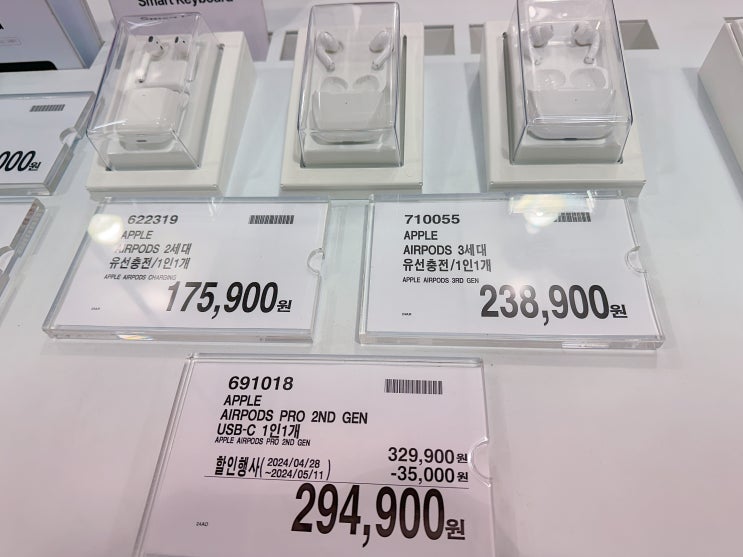 Smart Keyboard
000원
622319
APPLE
AIRPODS 2세대
유선충전/1인1개
APPLE AIRPODS CHARGING
175,900원
710055
APPLE
AIRPODS 3세대
유선충전/1인1개
APPLE AIRPODS 3RD GEN
238,900원
691018
APPLE
AIRPODS PRO 2ND GEN
USB-C 1인1개
APPLE AIRPODS PRO 2ND GEN
329,900원
할인행사(2024/04/28
~2024/05/11) -35,000원
294,900원